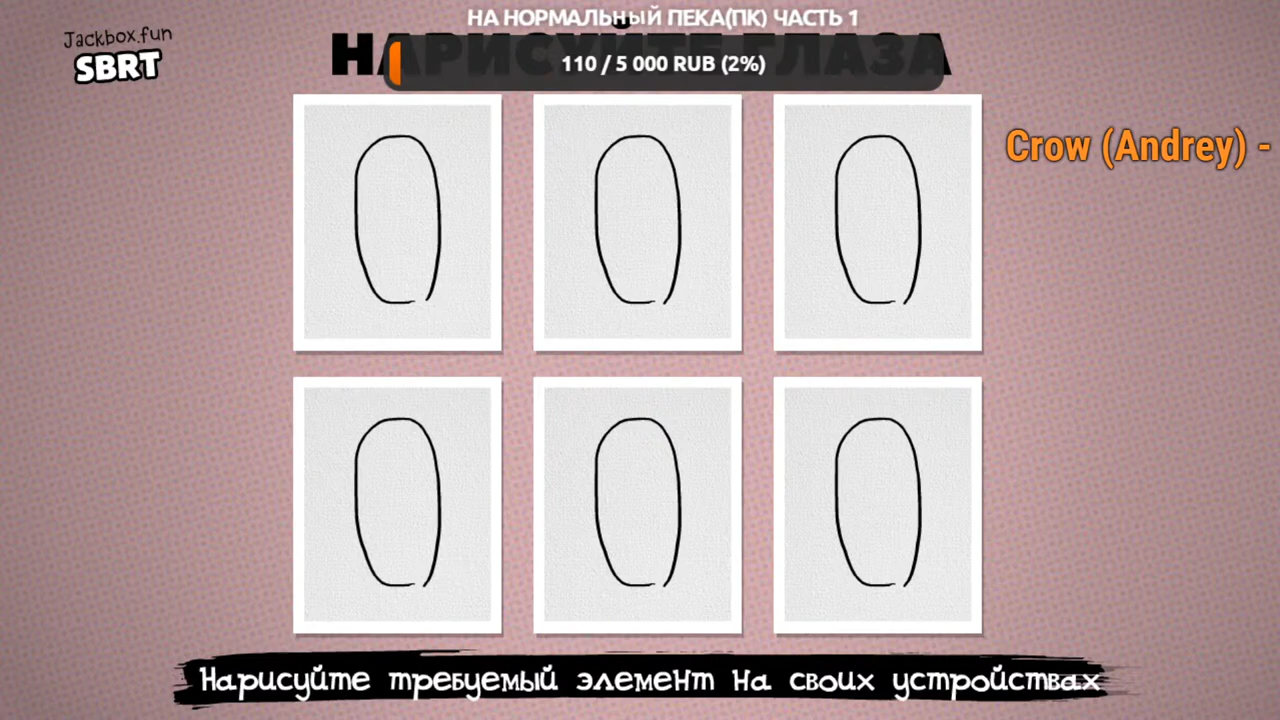 НА НОРМАЛЬНЫЙ ПЕКА(ПК) ЧАСТЬ 1
Jackbox.fun
SBRT
НАРИСУЙТЕ ГЛАЗА
110 / 5 000 RUB (2%)
Crow (Andrey) -
Нарисуйте требуемый элемент на своих устройствах